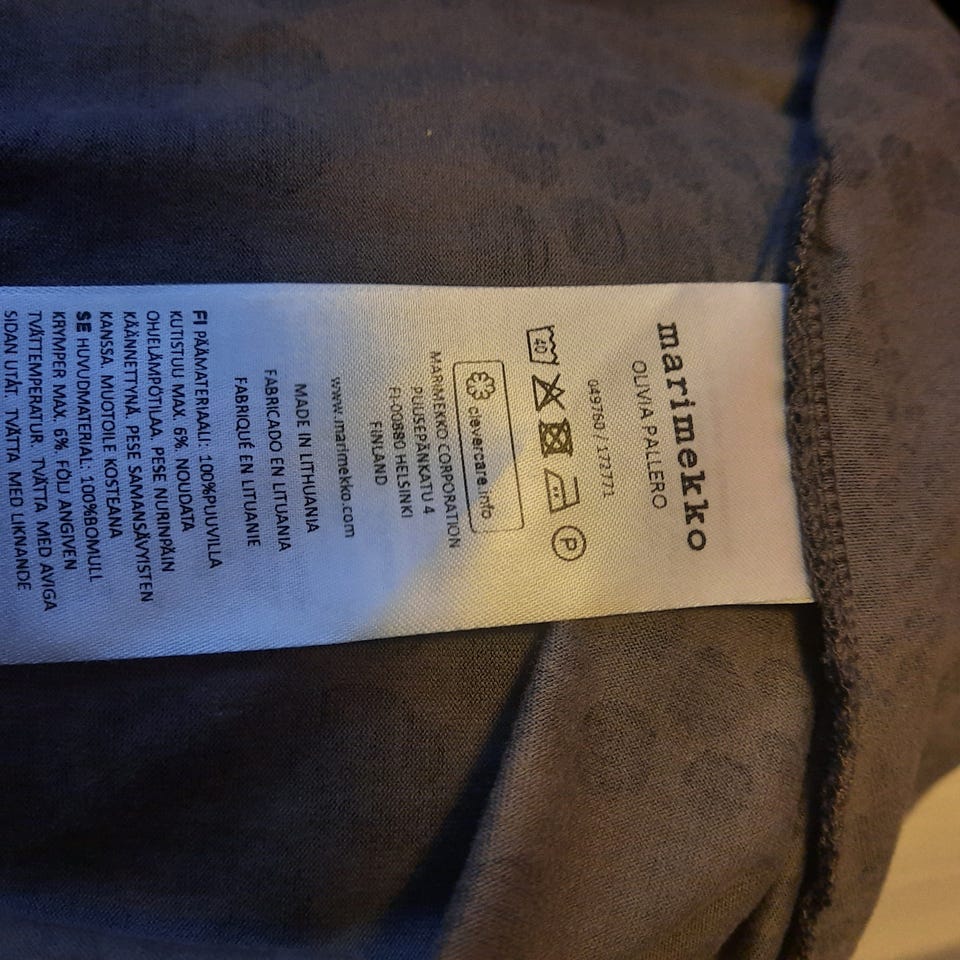 marimekko
OLIVIA PALLERO
049760 / 172771
40
P
clevercare.info
MARIMEKKO CORPORATION
PUUSEPÄNKATU 4
FI-00880 HELSINKI
FINLAND
www.marimekko.com
MADE IN LITHUANIA
FABRICADO EN LITUANIA
FABRIQUÉ EN LITUANIE
FI PÄÄMATERIAALI: 100%PUUVILLA
KUTISTUU MAX. 6%. NOUDATA
OHJELÄMPÖTILAA. PESE NURINPÄIN
KÄÄNNETTYNÄ. PESE SAMANSÄVYISTEN
KANSSA. MUOTOILE KOSTEANA
SE HUVUDMATERIAL: 100%BOMULL
KRYMPER MAX. 6%. FÖLJ ANGIVEN
TVÄTTEMPERATUR. TVÄTTA MED AVIGA
SIDAN UTÅT. TVÄTTA MED LIKNANDE